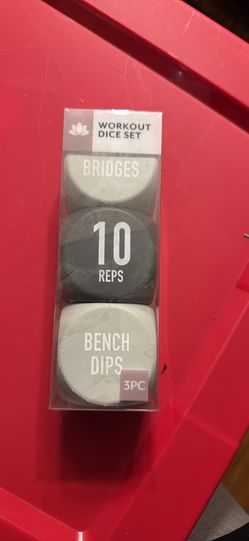 WORKOUT
DICE SET
BRIDGES
10
REPS
BENCH
DIPS
3PC